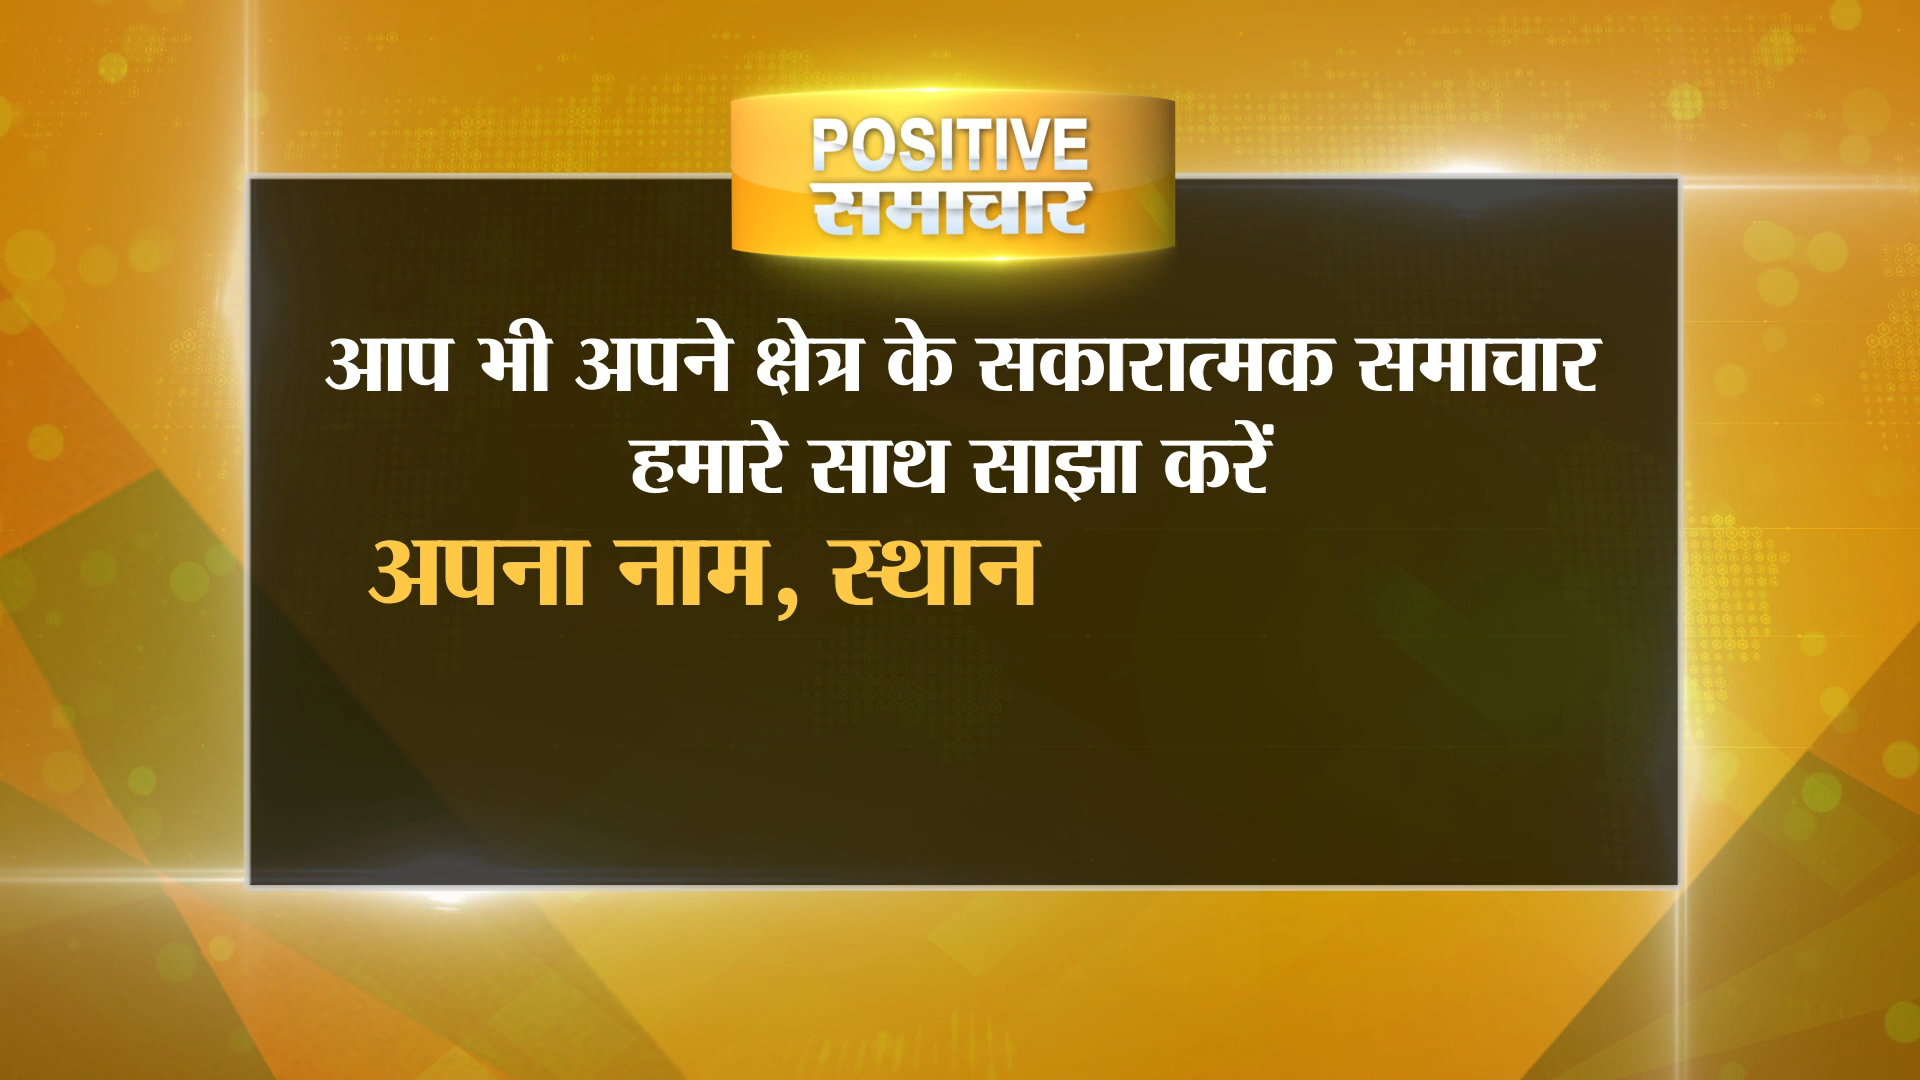 POSITIVE
समाचार
आप भी अपने क्षेत्र के सकारात्मक समाचार
हमारे साथ साझा करें
अपना नाम, स्थान